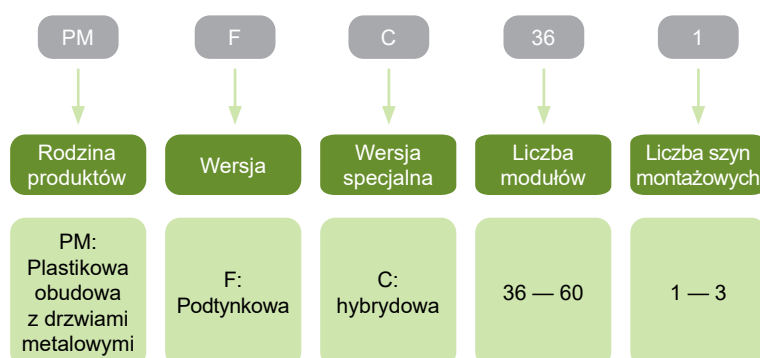 PM
F
C
36
1
Rodzina
produktów
Wersja
Wersja
specjalna
Liczba
modułów
Liczba szyn
montażowych
PM:
Plastikowa
obudowa
z drzwiami
metalowymi
F:
Podtynkowa
C:
hybrydowa
36 — 60
1 — 3